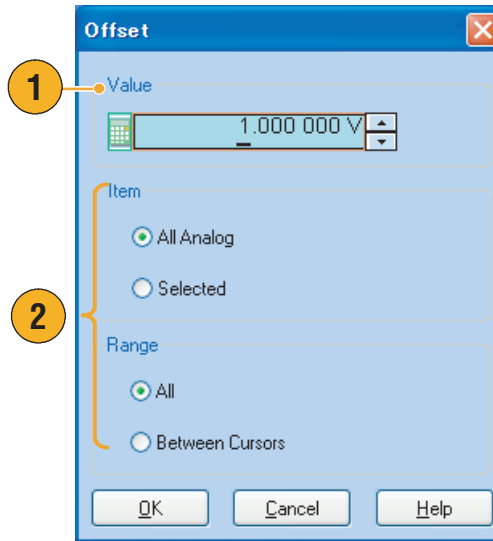 Offset
1
Value
1.000 000 V
Item
All Analog
Selected
2
Range
All
Between Cursors
OK Cancel Help